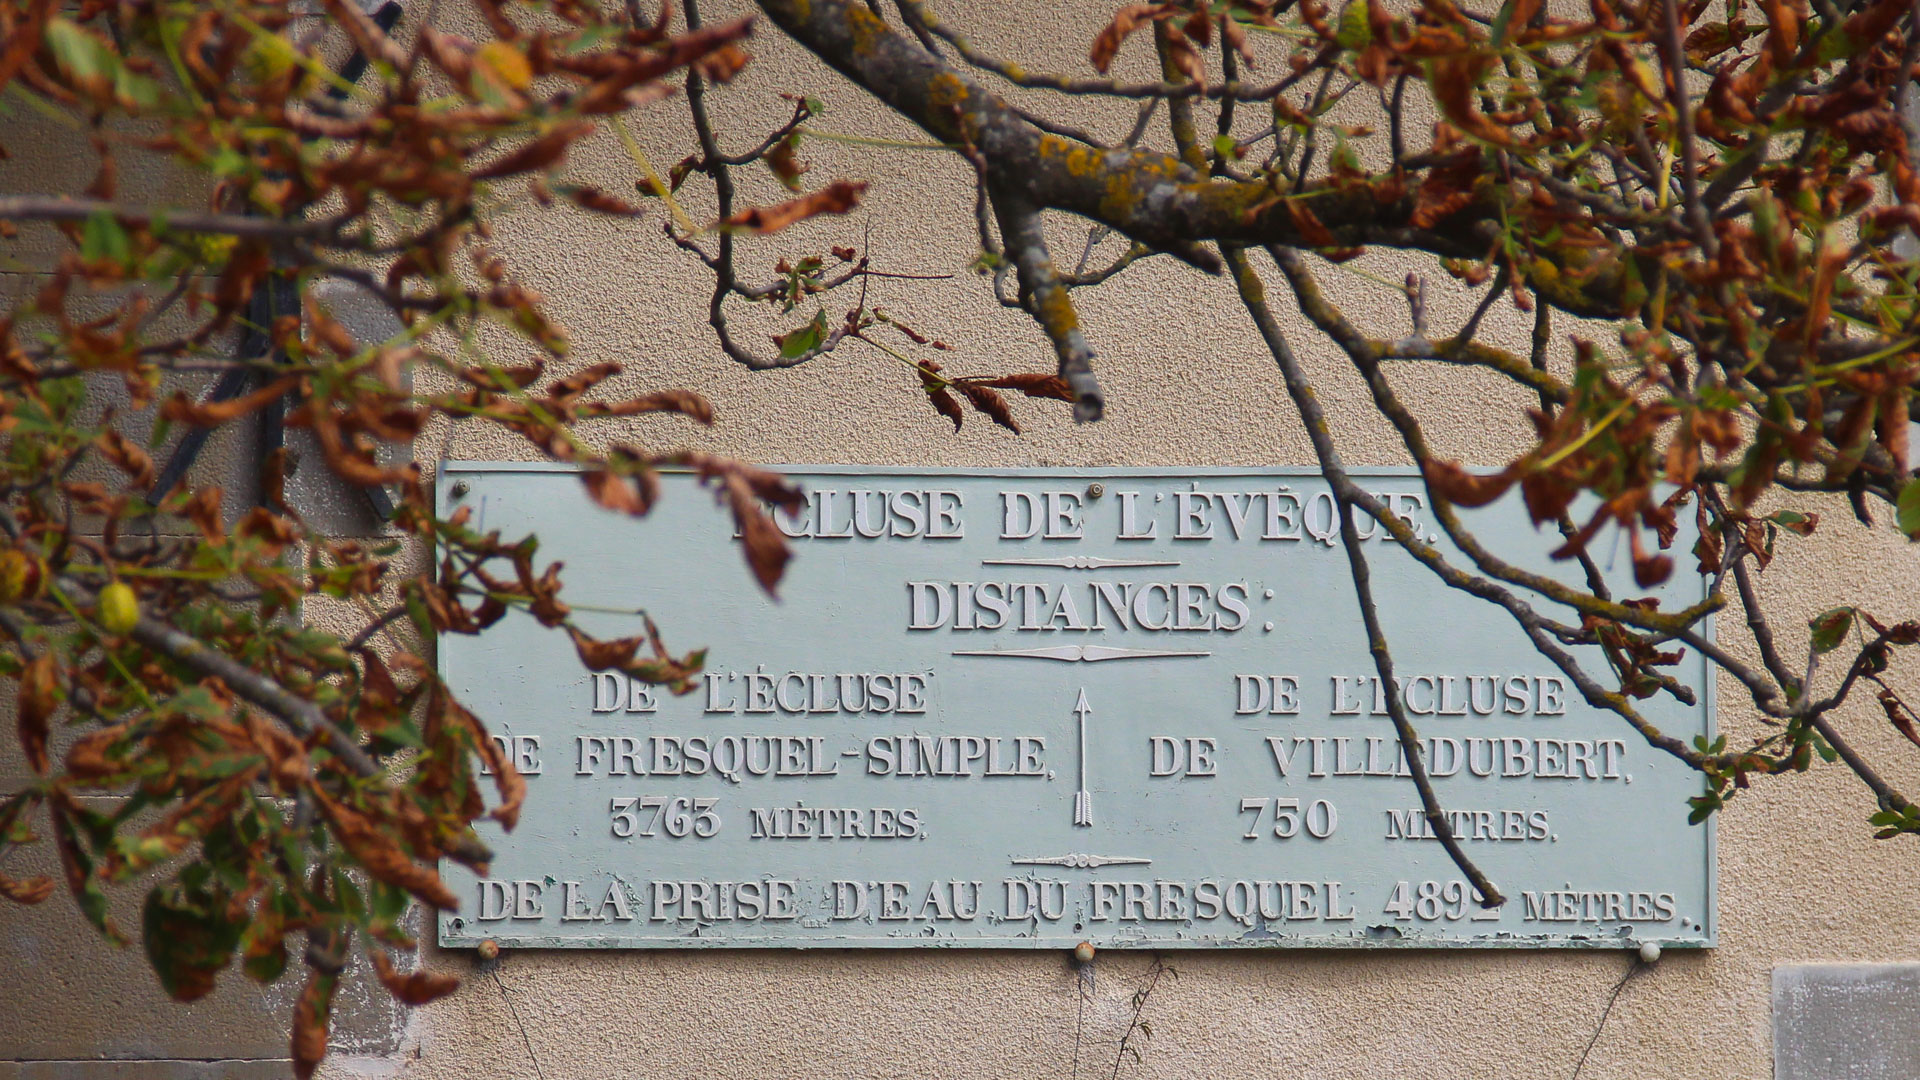 ÉCLUSE DE L'ÉVÊQUE.
DISTANCES:
DE L'ÉCLUSE
DE FRESQUEL-SIMPLE,
3763 MÈTRES.
DE L'ÉCLUSE
DE VILLEDUBERT,
750 MÈTRES.
DE LA PRISE D'EAU DU FRESQUEL 4892 MÈTRES.